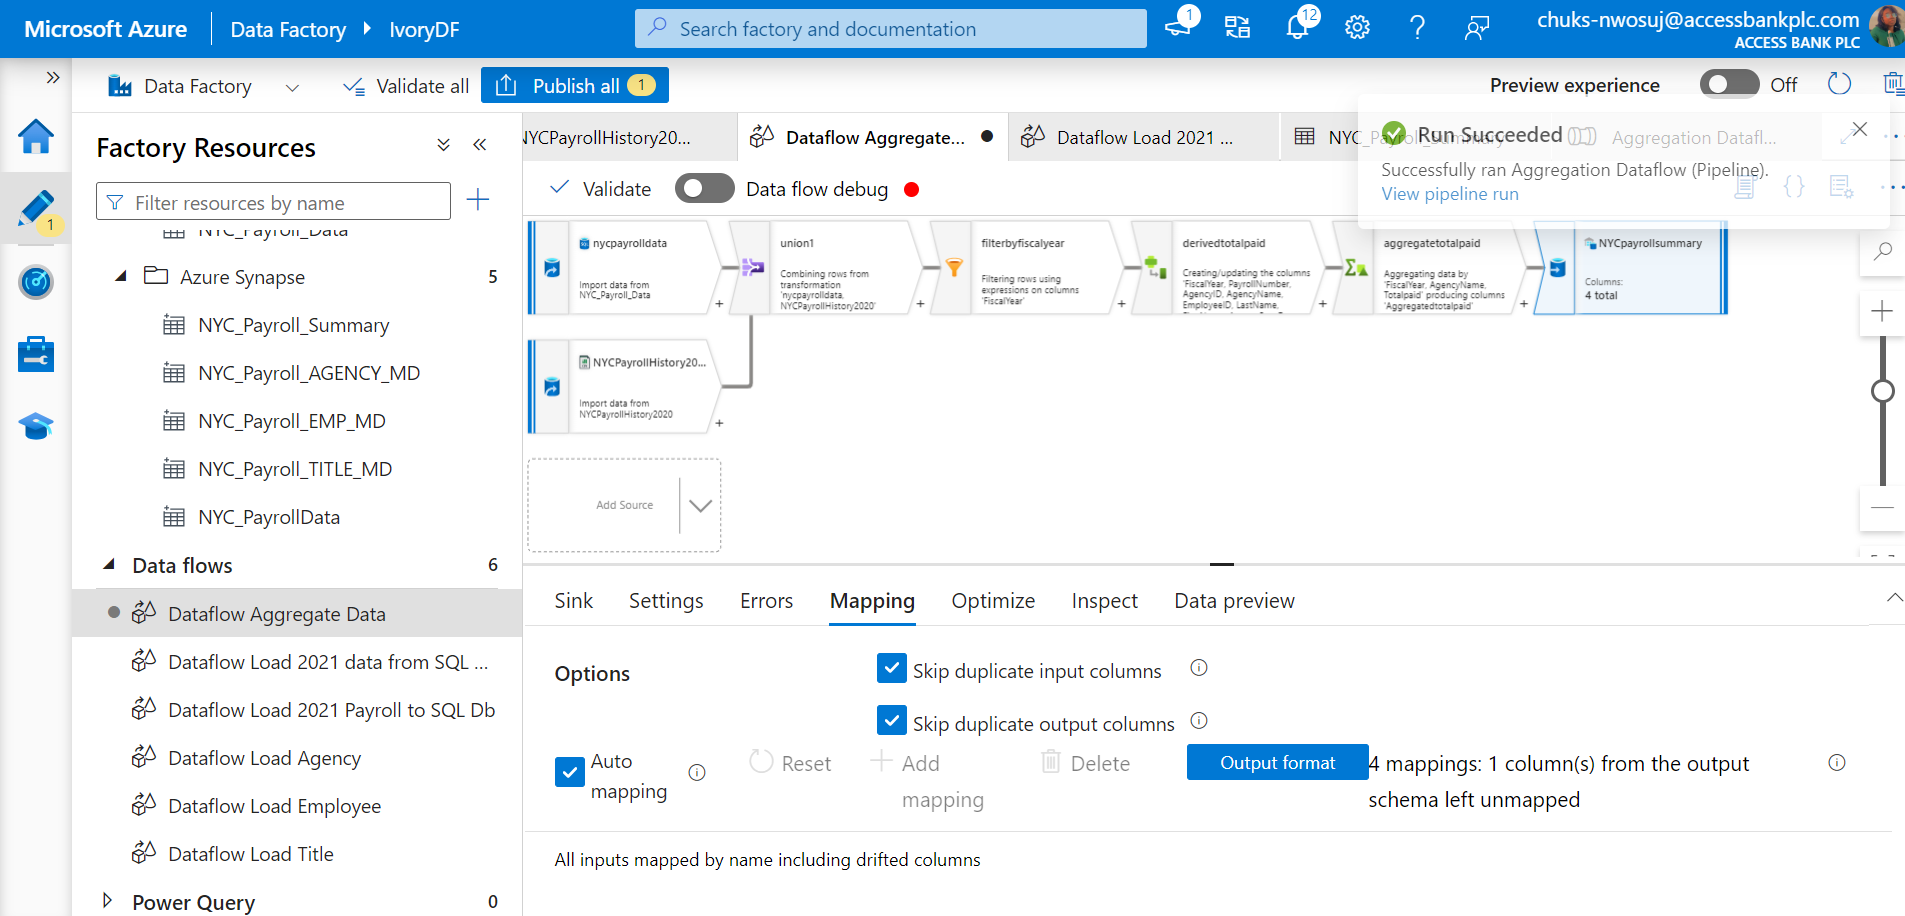 Microsoft Azure
Data Factory
IvoryDF
Search factory and documentation
1
12
chuks-nwosuj@accessbankplc.com
ACCESS BANK PLC
Data Factory
Validate all
Publish all 1
Preview experience
Off
Factory Resources
NYCPayrollHistory20...
Dataflow Aggregate...
Dataflow Load 2021 ...
NYC_Payroll_Summary
Aggregation Datafl...
Run Succeeded
Successfully ran Aggregation Dataflow (Pipeline).
View pipeline run
Filter resources by name
1
Validate
Data flow debug
NYC_Payroll_Data
Azure Synapse 5
NYC_Payroll_Summary
NYC_Payroll_AGENCY_MD
NYC_Payroll_EMP_MD
NYC_Payroll_TITLE_MD
NYC_PayrollData
Data flows 6
Dataflow Aggregate Data
Dataflow Load 2021 data from SQL ...
Dataflow Load 2021 Payroll to SQL Db
Dataflow Load Agency
Dataflow Load Employee
Dataflow Load Title
Power Query 0
nycpayrolldata
Import data from
NYC_Payroll_Data
union1
Combining rows from
transformation
'nycpayrolldata,
NYCPayrollHistory2020'
filterbyfiscalyear
Filtering rows using
expressions on columns
'FiscalYear'
derivedtotalpaid
Creating/updating the columns
'FiscalYear, PayrollNumber,
AgencyID, AgencyName,
EmployeeID, LastName,
aggregatetotalpaid
Aggregating data by
'FiscalYear, AgencyName,
Totalpaid' producing columns
'Aggregatedtotalpaid'
NYCpayrollsummary
Columns:
4 total
NYCPayrollHistory20...
Import data from
NYCPayrollHistory2020
Add Source
Sink
Settings
Errors
Mapping
Optimize
Inspect
Data preview
Options
Skip duplicate input columns
Skip duplicate output columns
Auto
mapping
Reset
Add
mapping
Delete
Output format
4 mappings: 1 column(s) from the output
schema left unmapped
All inputs mapped by name including drifted columns